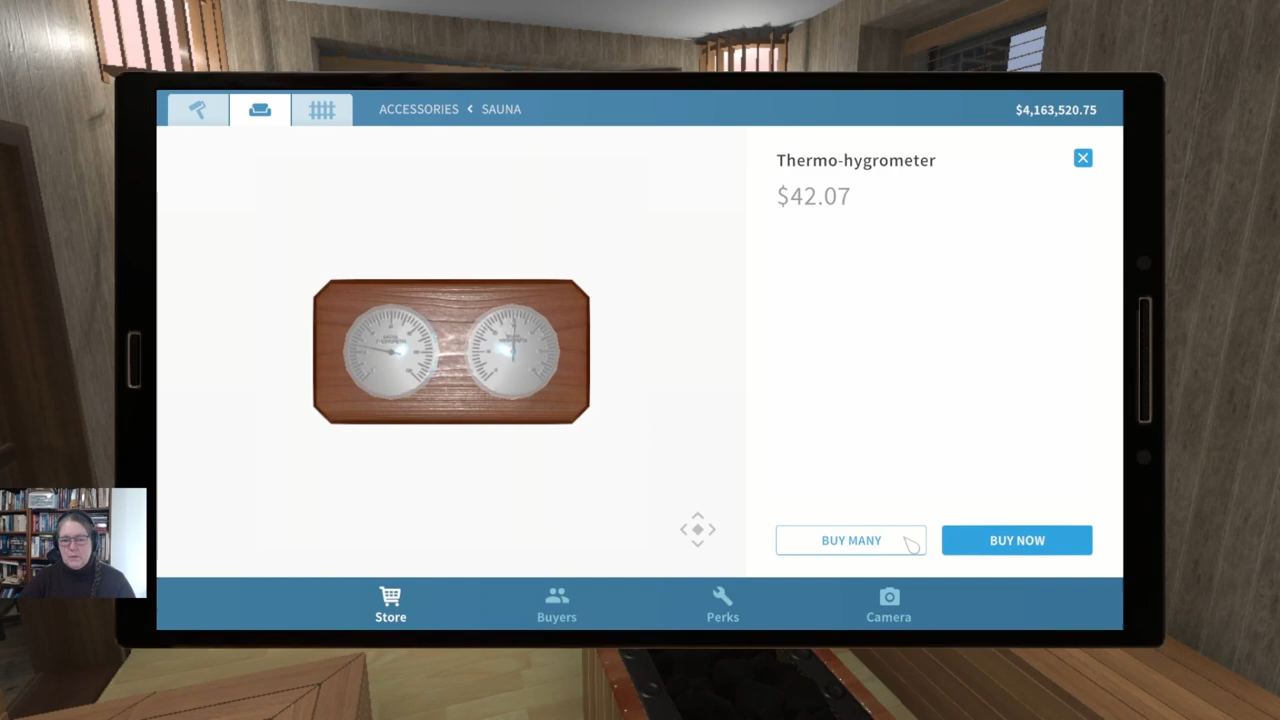 ACCESSORIES < SAUNA
$4,163,520.75
Thermo-hygrometer
$42.07
BUY MANY
BUY NOW
Store
Buyers
Perks
Camera